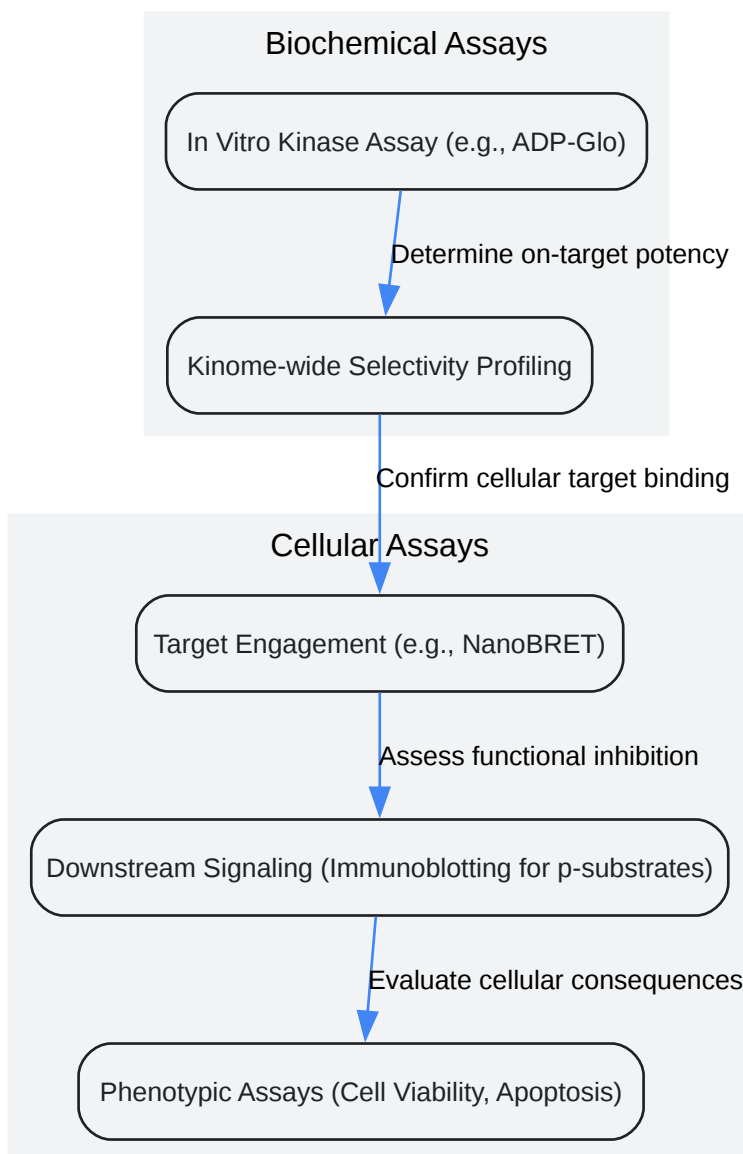 Biochemical Assays
In Vitro Kinase Assay (e.g., ADP-Glo)
Determine on-target potency
Kinome-wide Selectivity Profiling
Confirm cellular target binding
Cellular Assays
Target Engagement (e.g., NanoBRET)
Assess functional inhibition
Downstream Signaling (Immunoblotting for p-substrates)
Evaluate cellular consequences
Phenotypic Assays (Cell Viability, Apoptosis)